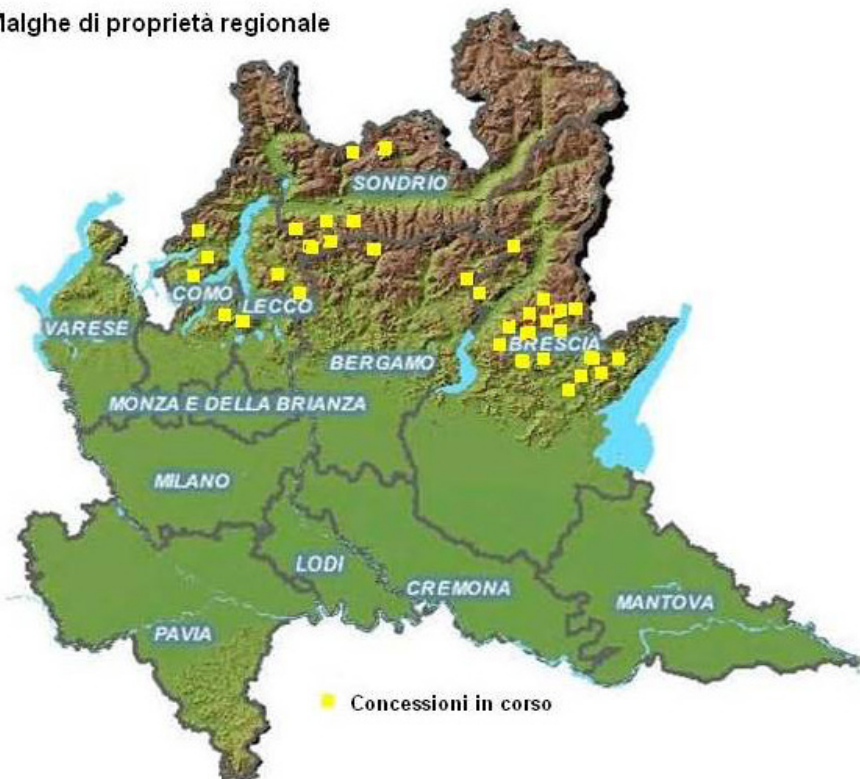 Malghe di proprietà regionale
SONDRIO
COMO
LECCO
VARESE
BRESCIA
BERGAMO
MONZA E DELLA BRIANZA
MILANO
LODI
CREMONA
MANTOVA
PAVIA
Concessioni in corso